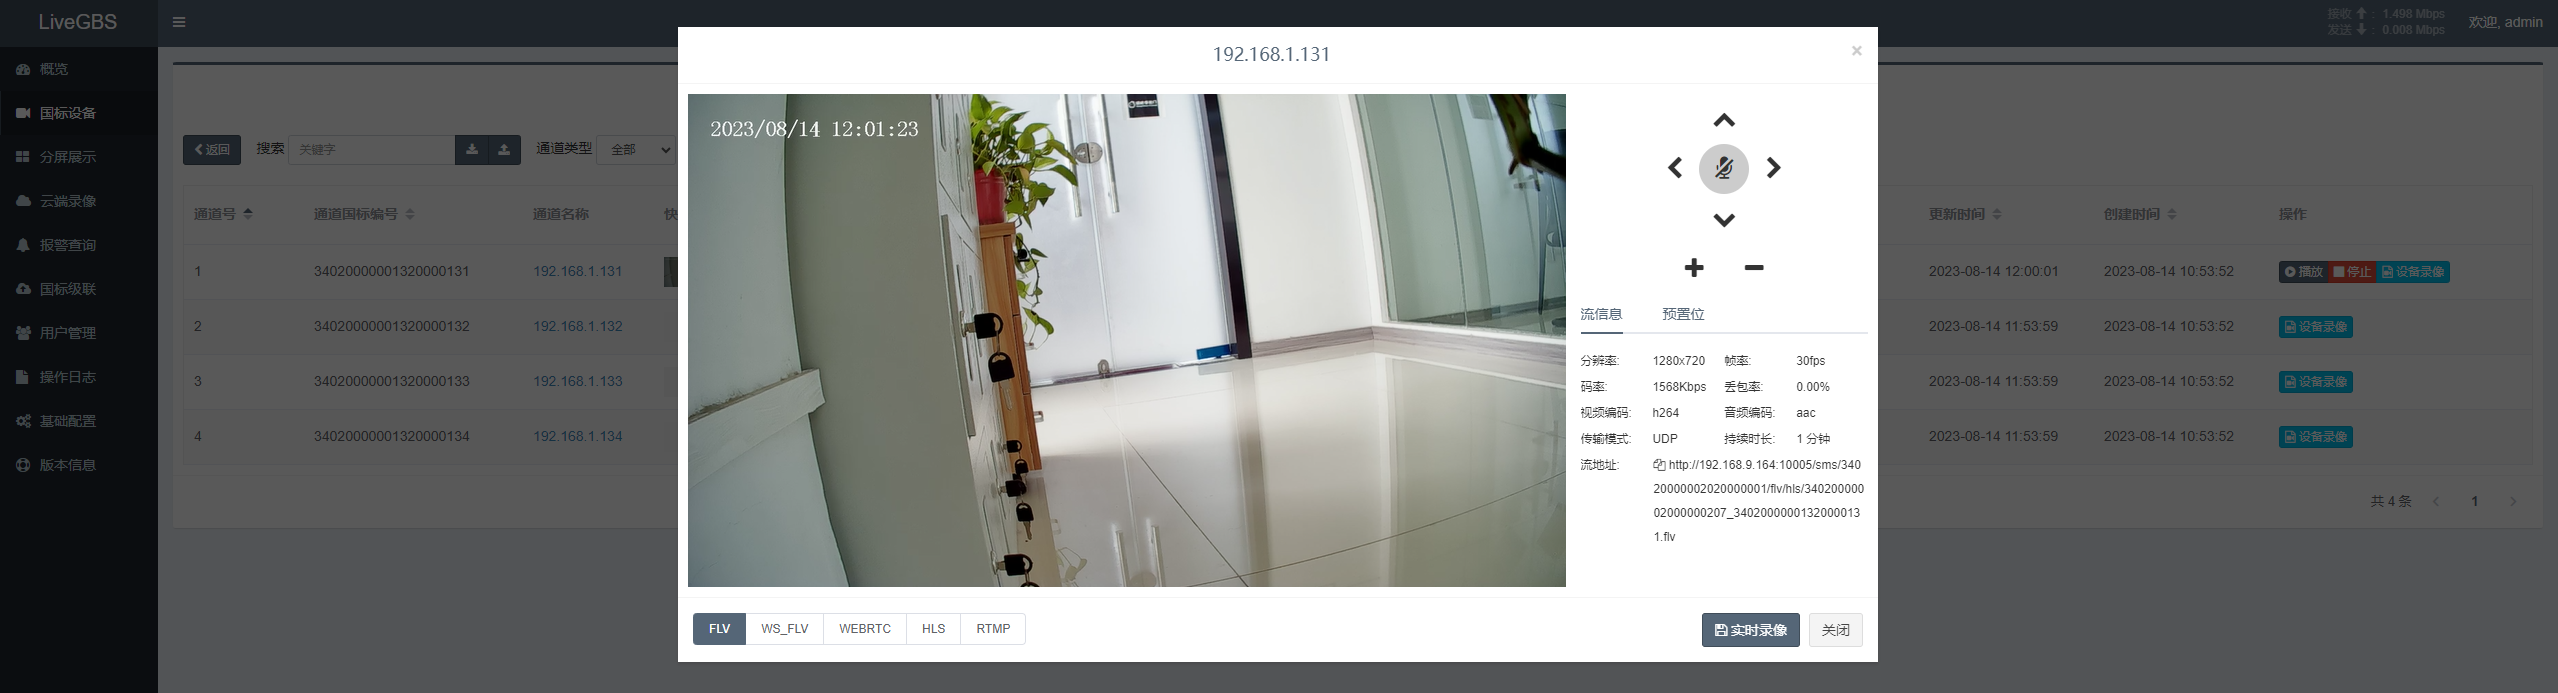 LiveGBS
接收 : 1.498 Mbps
发送 : 0.008 Mbps
欢迎, admin
概览
国标设备
分屏展示
云端录像
报警查询
国标级联
用户管理
操作日志
基础配置
版本信息
返回 搜索 关键字 通道类型 全部
通道号 通道国标编号 通道名称 快 更新时间 创建时间 操作
1 34020000001320000131 192.168.1.131 2023-08-14 12:00:01 2023-08-14 10:53:52 播放 停止 设备录像
2 34020000001320000132 192.168.1.132 2023-08-14 11:53:59 2023-08-14 10:53:52 设备录像
3 34020000001320000133 192.168.1.133 2023-08-14 11:53:59 2023-08-14 10:53:52 设备录像
4 34020000001320000134 192.168.1.134 2023-08-14 11:53:59 2023-08-14 10:53:52 设备录像
共 4 条 1
192.168.1.131 ×
2023/08/14 12:01:23
流信息 预置位
分辨率: 1280x720 帧率: 30fps
码率: 1568Kbps 丢包率: 0.00%
视频编码: h264 音频编码: aac
传输模式: UDP 持续时长: 1 分钟
流地址: http://192.168.9.164:10005/sms/340
20000002020000001/flv/hls/340200000
02000000207_3402000000132000013
1.flv
FLV WS_FLV WEBRTC HLS RTMP
实时录像 关闭